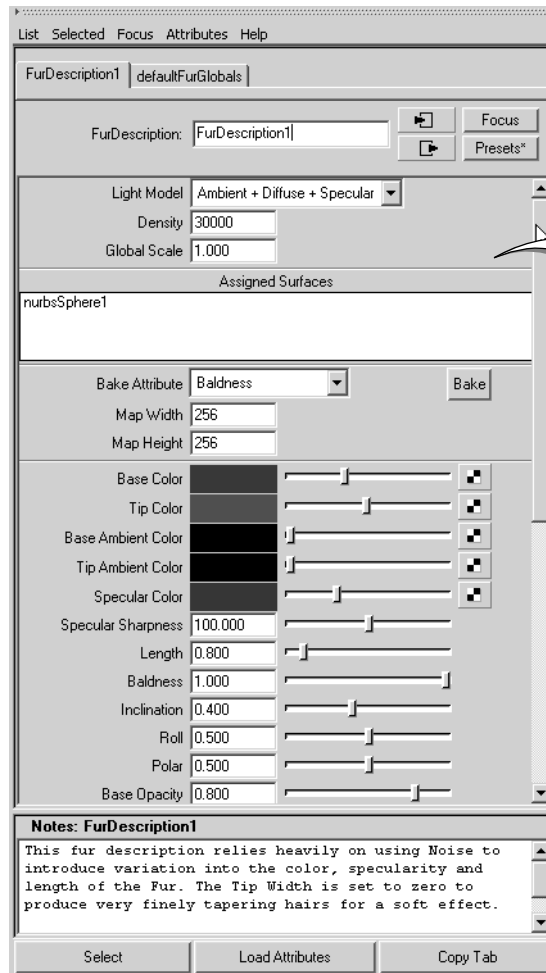 List Selected Focus Attributes Help
FurDescription1 defaultFurGlobals
FurDescription: FurDescription1 Focus
Presets*
Light Model Ambient + Diffuse + Specular
Density 30000
Global Scale 1.000
Assigned Surfaces
nurbsSphere1
Bake Attribute Baldness Bake
Map Width 256
Map Height 256
Base Color
Tip Color
Base Ambient Color
Tip Ambient Color
Specular Color
Specular Sharpness 100.000
Length 0.800
Baldness 1.000
Inclination 0.400
Roll 0.500
Polar 0.500
Base Opacity 0.800
Notes: FurDescription1
This fur description relies heavily on using Noise to
introduce variation into the color, specularity and
length of the Fur. The Tip Width is set to zero to
produce very finely tapering hairs for a soft effect.
Select Load Attributes Copy Tab